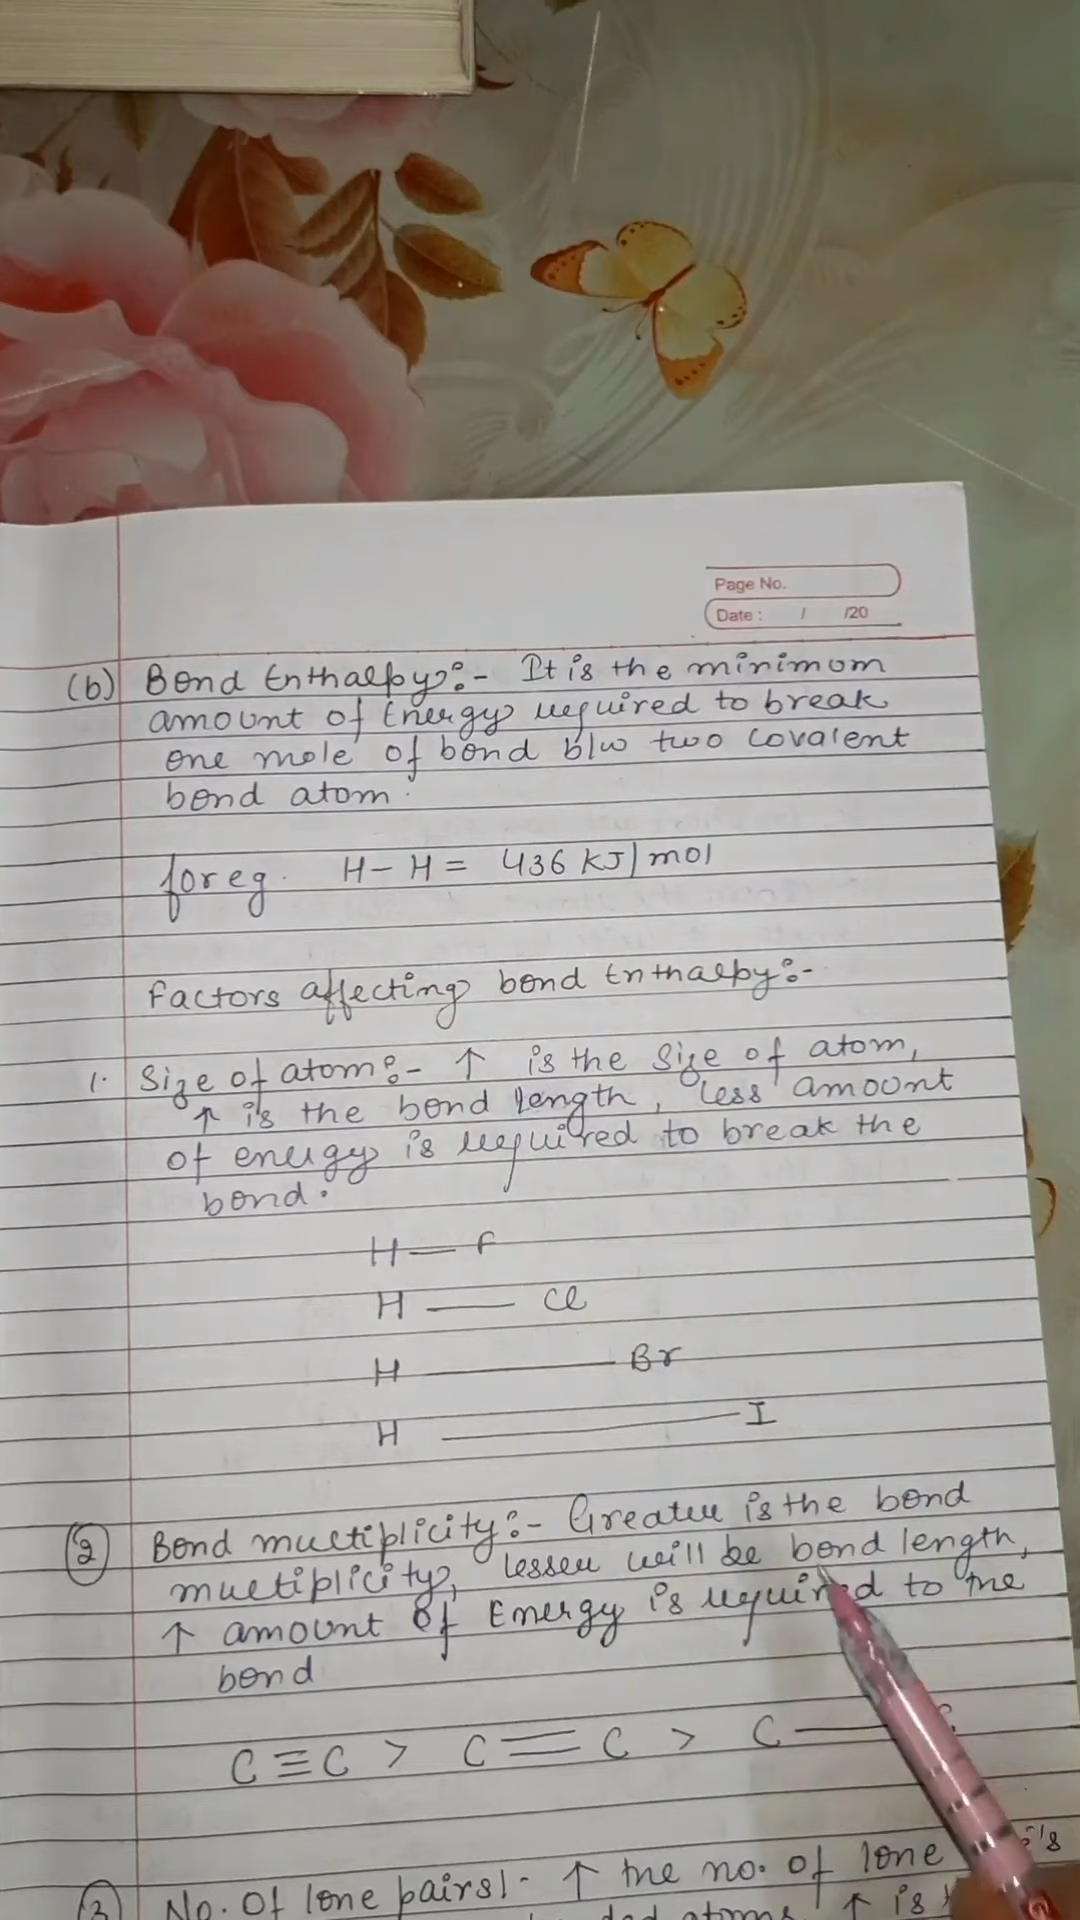 Page No.
Date : / /20
(b) Bond Enthalpy:- It is the minimom
amount of Energy required to break
one mole of bond b/w two covalent
bond atom.
for eg. H-H = 436 KJ/mol
factors affecting bond Enthalpy:-
1. Size of atom:- ↑ is the size of atom,
↑ is the bond length, less amount
of energy is required to break the
bond.
H — F
H — Cl
H — Br
H — I
(2) Bond multiplicity:- Greater is the bond
multiplicity, lesser will be bond length,
↑ amount of Energy is required to the
bond
C≡C > C=C > C—
(3) No. of lone pairs:- ↑ the no. of lone
atoms, ↑ is